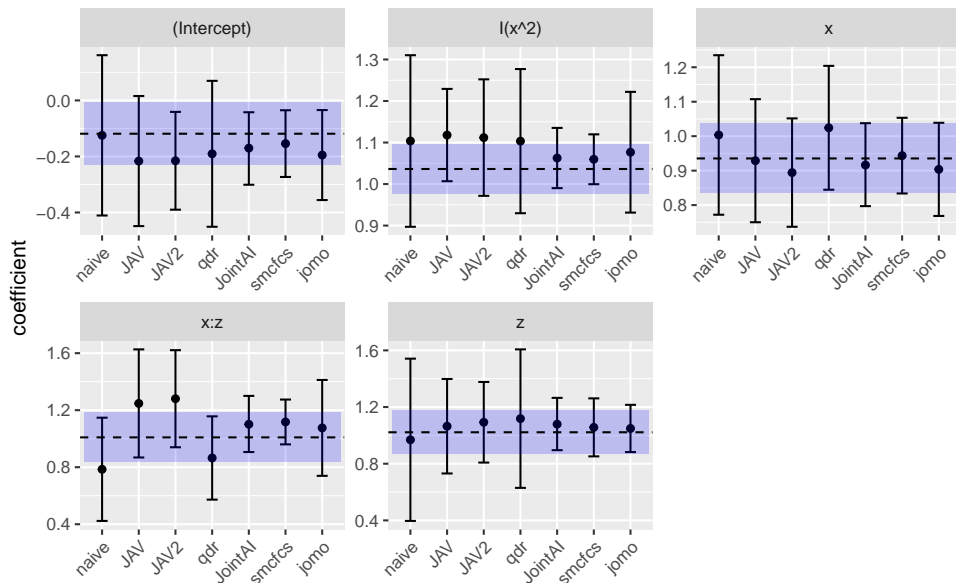 (Intercept)
I(x^2)
x
0.0
−0.2
−0.4
1.3
1.2
1.1
1.0
0.9
1.2
1.1
1.0
0.9
0.8
naive
JAV
JAV2
qdr
JointAI
smcfcs
jomo
naive
JAV
JAV2
qdr
JointAI
smcfcs
jomo
naive
JAV
JAV2
qdr
JointAI
smcfcs
jomo
coefficient
x:z
z
1.6
1.2
0.8
0.4
1.6
1.2
0.8
0.4
naive
JAV
JAV2
qdr
JointAI
smcfcs
jomo
naive
JAV
JAV2
qdr
JointAI
smcfcs
jomo